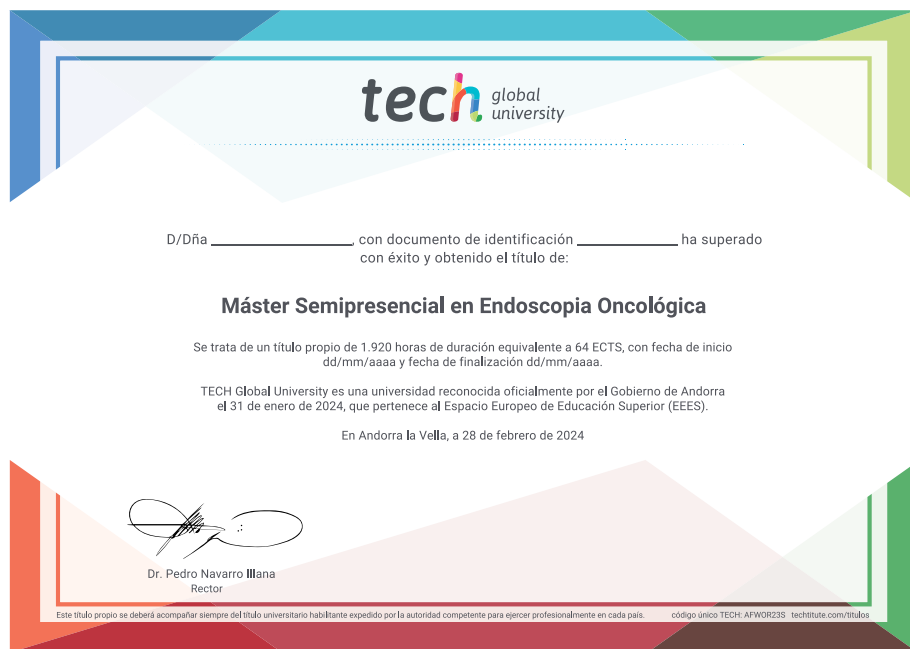 tech global university
D/Dña ____________, con documento de identificación ____________ ha superado
con éxito y obtenido el título de:
Máster Semipresencial en Endoscopia Oncológica
Se trata de un título propio de 1.920 horas de duración equivalente a 64 ECTS, con fecha de inicio
dd/mm/aaaa y fecha de finalización dd/mm/aaaa.
TECH Global University es una universidad reconocida oficialmente por el Gobierno de Andorra
el 31 de enero de 2024, que pertenece al Espacio Europeo de Educación Superior (EEES).
En Andorra la Vella, a 28 de febrero de 2024
Dr. Pedro Navarro Illana
Rector
Este título propio se deberá acompañar siempre del título universitario habilitante expedido por la autoridad competente para ejercer profesionalmente en cada país. código único TECH: AFWOR23S techtitute.com/titulos